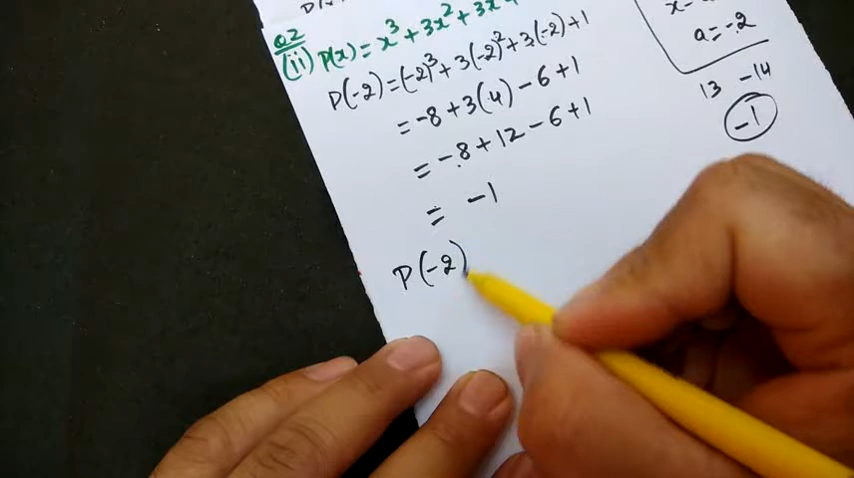 Q2
(ii) P(x) = x³ + 3x² + 3x
P(-2) = (-2)³ + 3(-2)² + 3(-2) + 1
= -8 + 3(4) - 6 + 1
= -8 + 12 - 6 + 1
= -1
P(-2)
a = -2
13 -14
-1